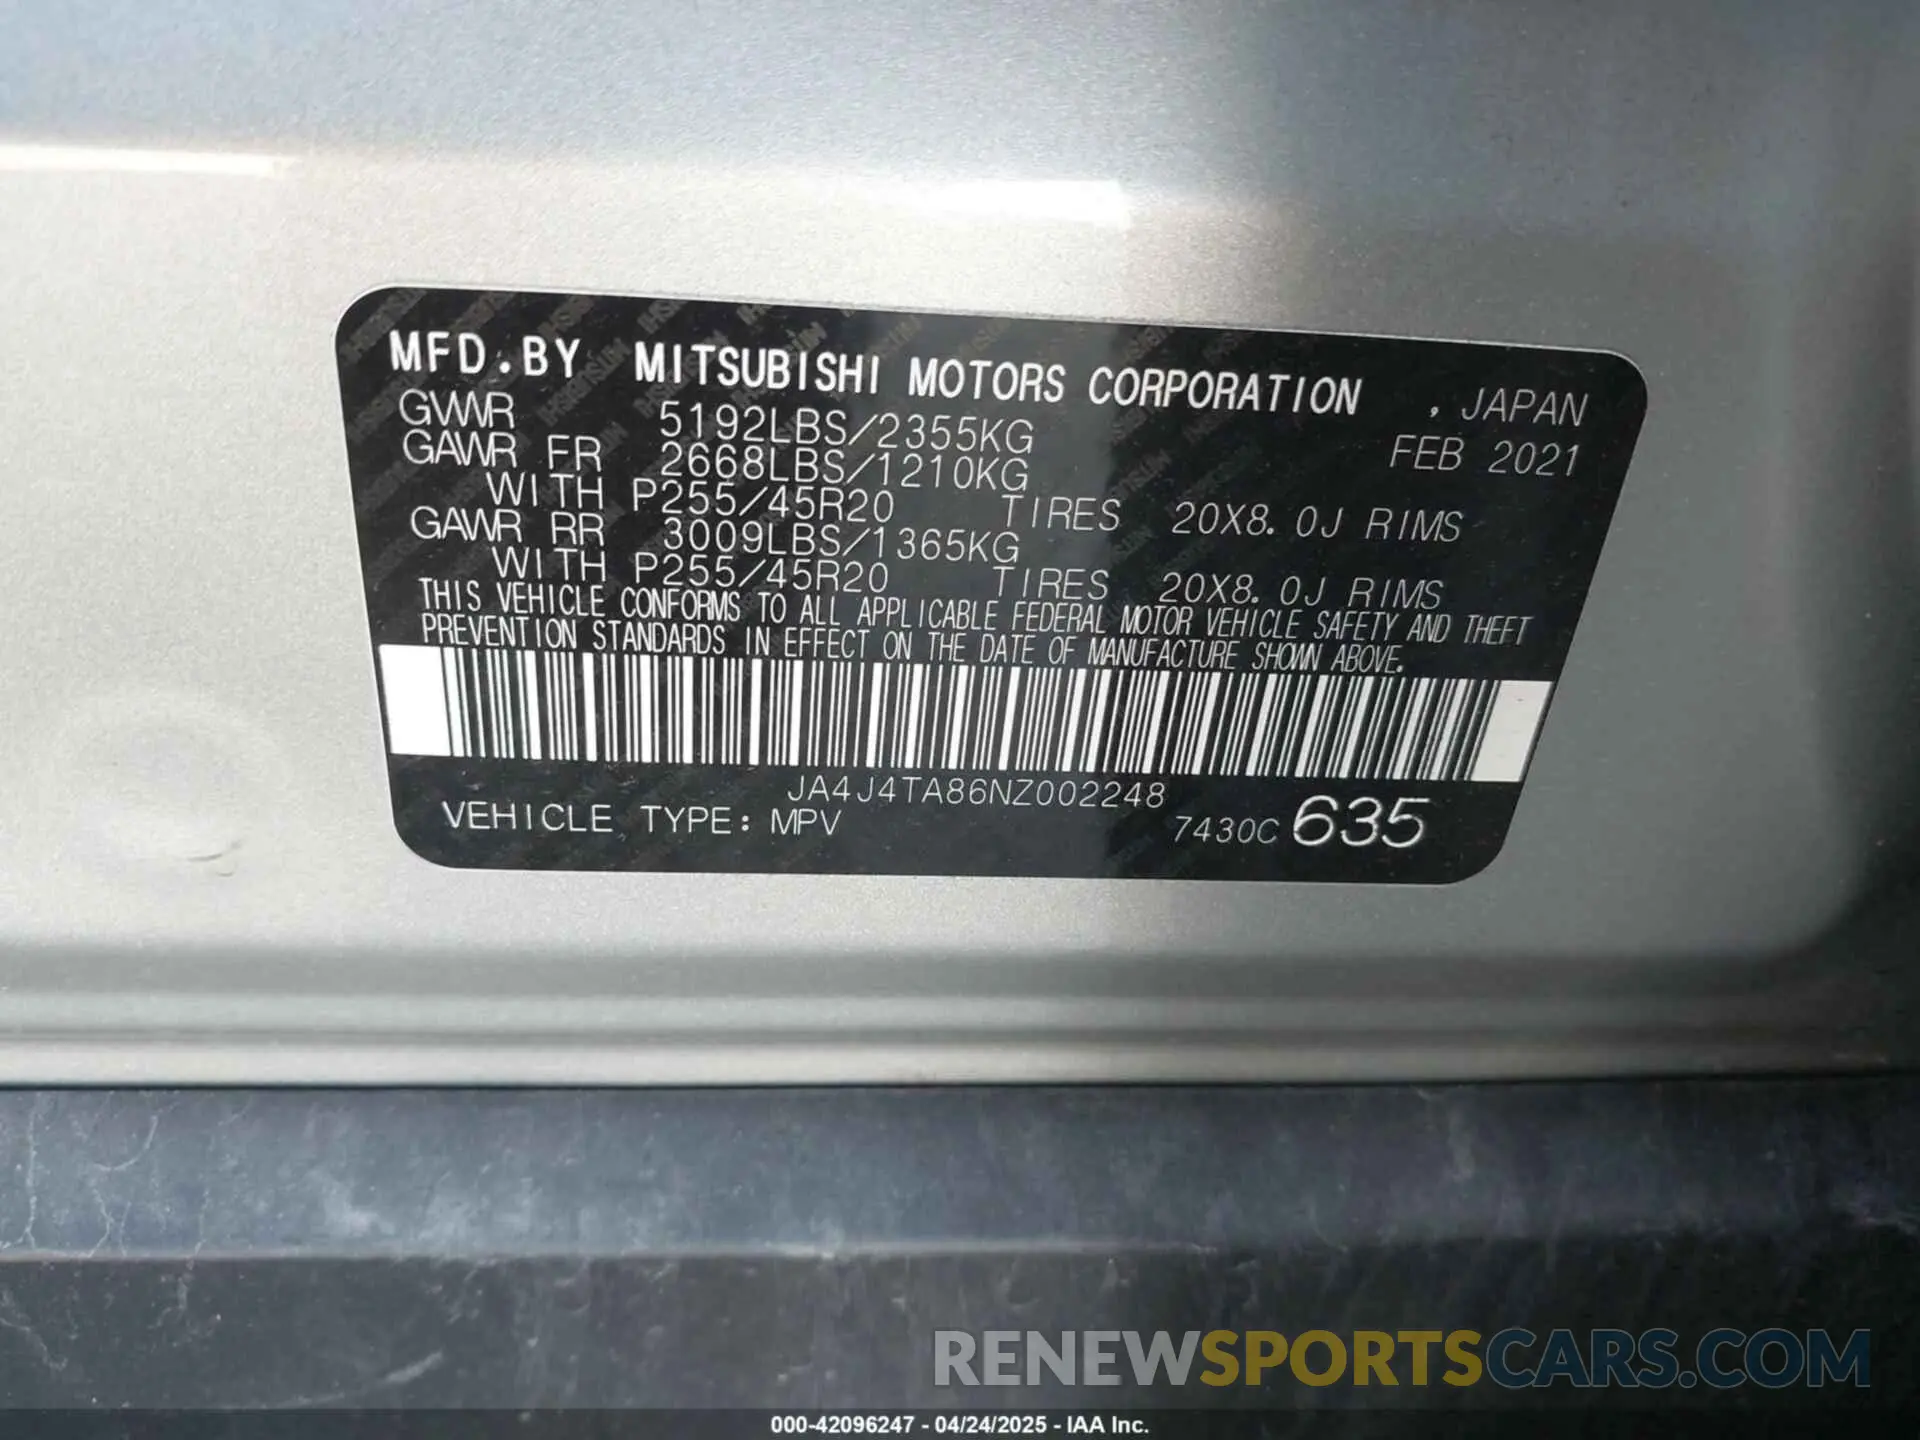 MFD.BY MITSUBISHI MOTORS CORPORATION , JAPAN
GVWR 5192LBS/2355KG FEB 2021
GAWR FR 2668LBS/1210KG
WITH P255/45R20 TIRES 20X8.0J RIMS
GAWR RR 3009LBS/1365KG
WITH P255/45R20 TIRES 20X8.0J RIMS
THIS VEHICLE CONFORMS TO ALL APPLICABLE FEDERAL MOTOR VEHICLE SAFETY AND THEFT
PREVENTION STANDARDS IN EFFECT ON THE DATE OF MANUFACTURE SHOWN ABOVE.
JA4J4TA86NZ002248
VEHICLE TYPE: MPV 7430C 635
RENEWSPORTSCARS.COM
000-42096247 - 04/24/2025 - IAA Inc.